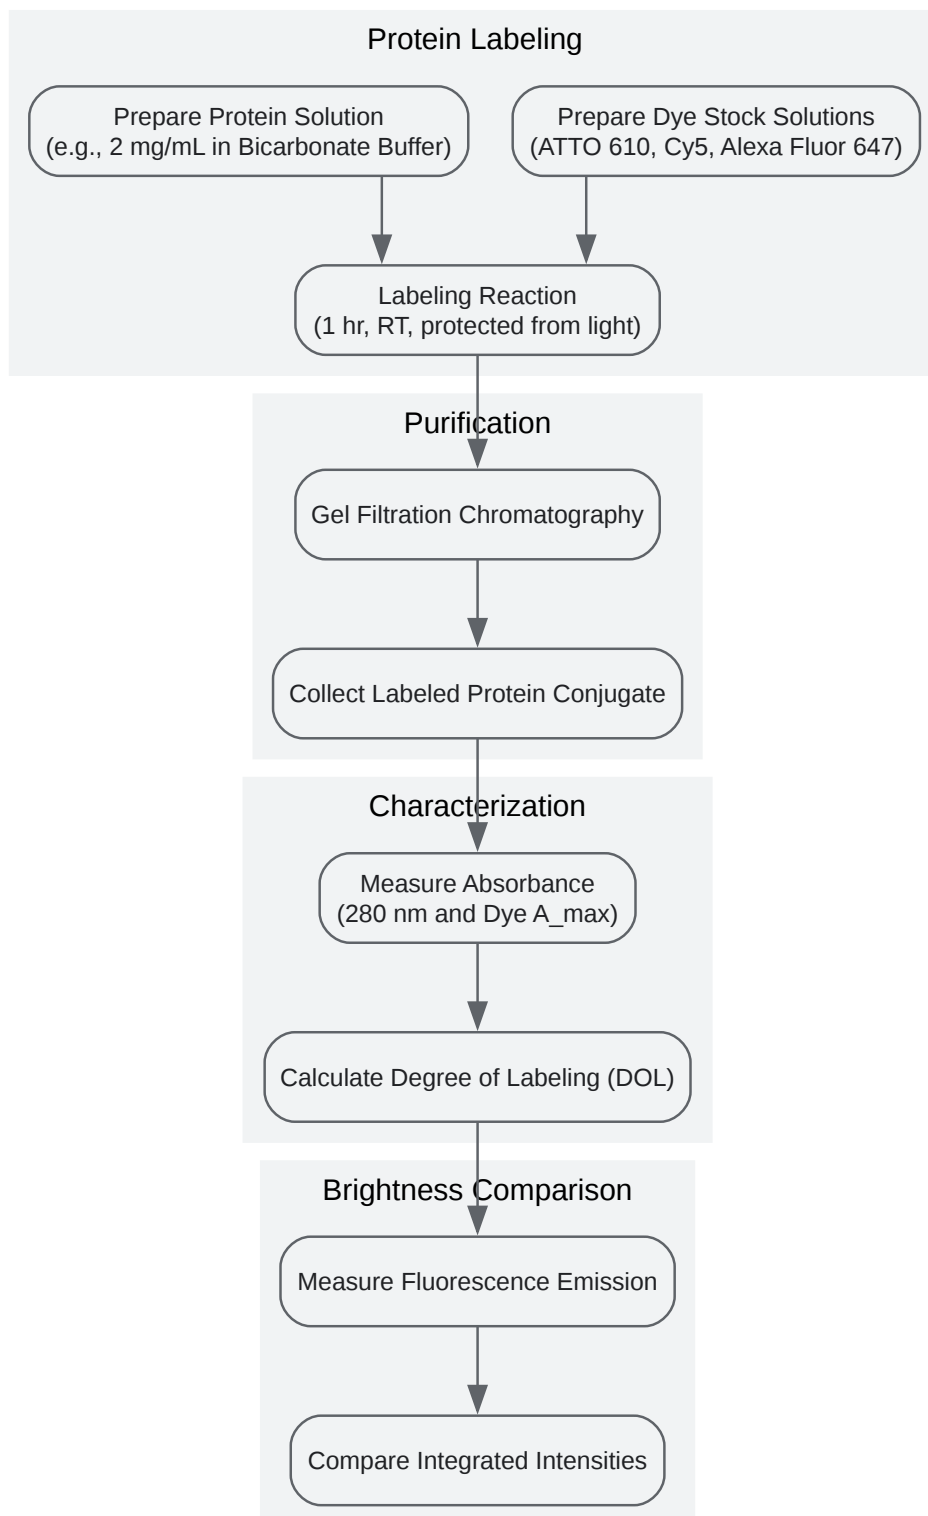 Protein Labeling
Prepare Protein Solution
(e.g., 2 mg/mL in Bicarbonate Buffer)
Prepare Dye Stock Solutions
(ATTO 610, Cy5, Alexa Fluor 647)
Labeling Reaction
(1 hr, RT, protected from light)
Purification
Gel Filtration Chromatography
Collect Labeled Protein Conjugate
Characterization
Measure Absorbance
(280 nm and Dye A_max)
Calculate Degree of Labeling (DOL)
Brightness Comparison
Measure Fluorescence Emission
Compare Integrated Intensities